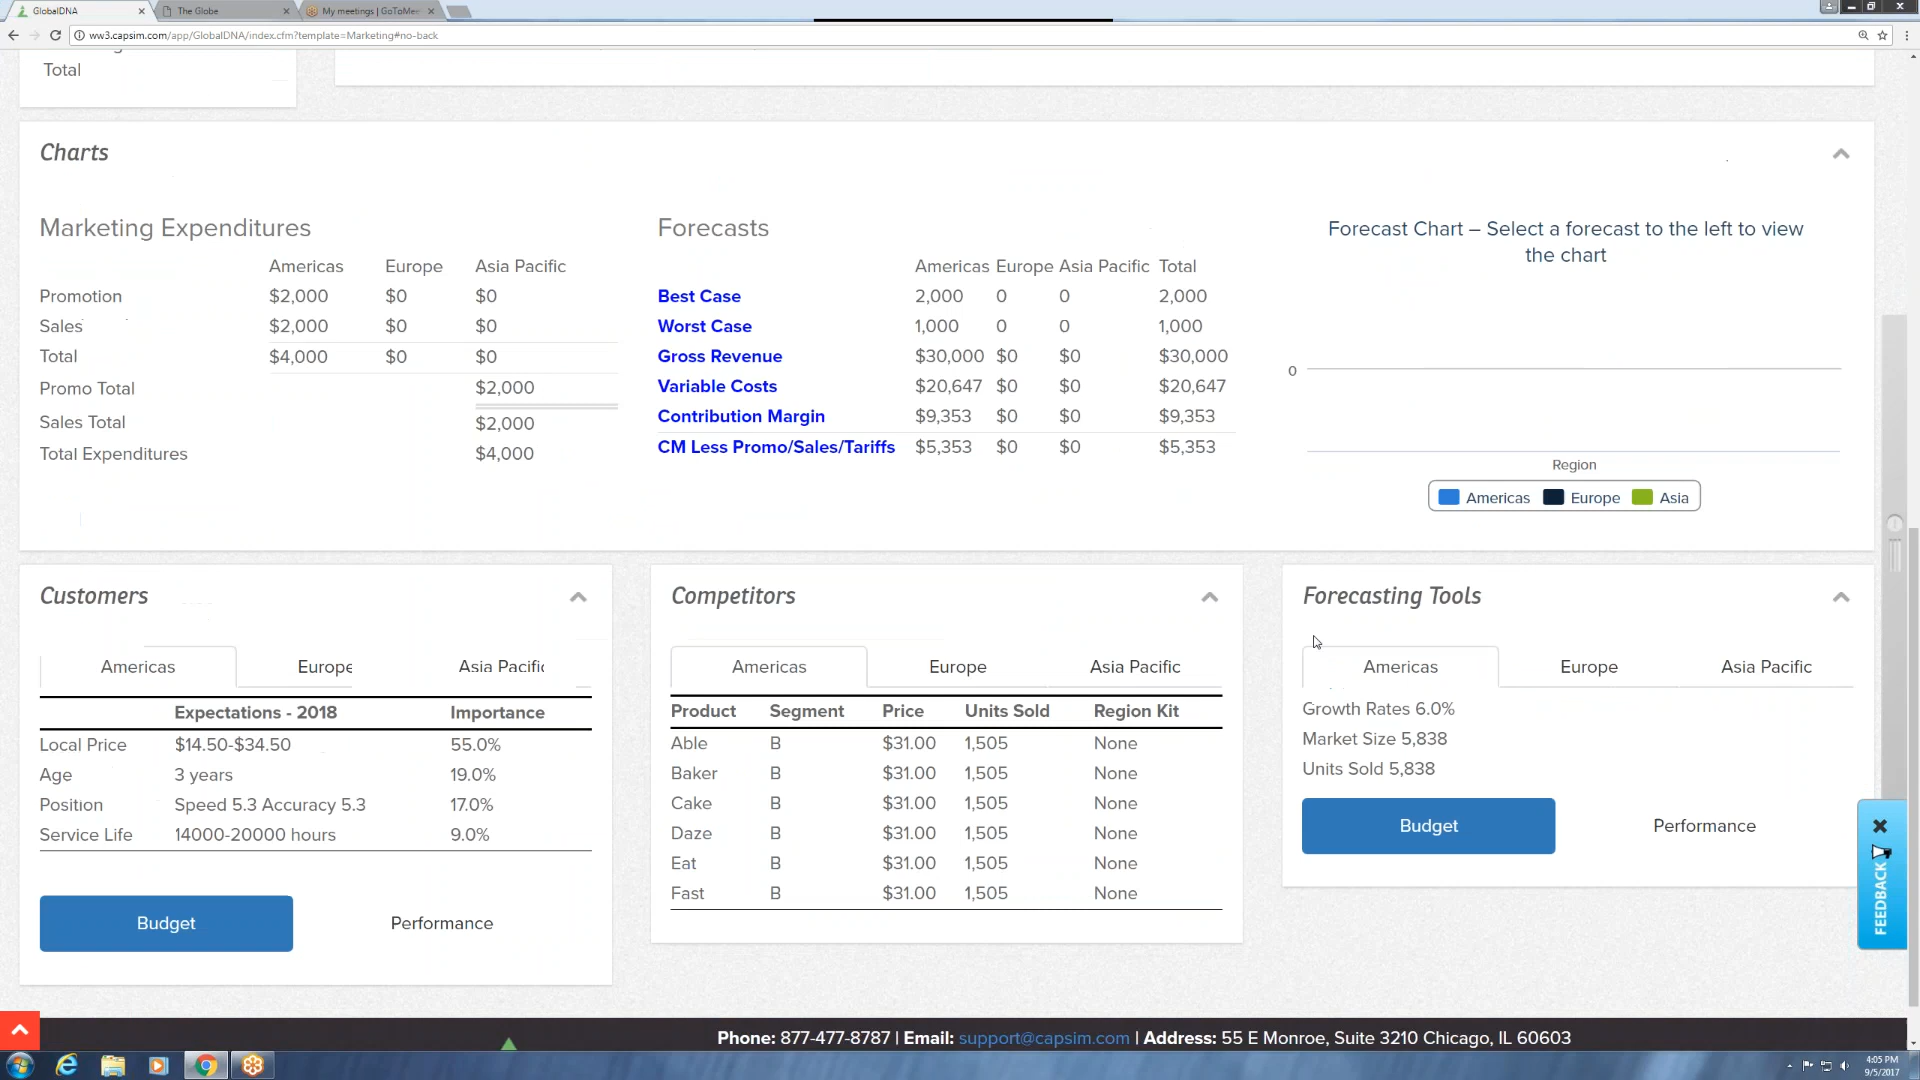 GlobalDNA
The Globe
My meetings | GoToMee
ww3.capsim.com/app/GlobalDNA/index.cfm?template=Marketing#no-back
Total
Charts
Marketing Expenditures
Americas Europe Asia Pacific
Promotion $2,000 $0 $0
Sales $2,000 $0 $0
Total $4,000 $0 $0
Promo Total $2,000
Sales Total $2,000
Total Expenditures $4,000
Forecasts
Americas Europe Asia Pacific Total
Best Case 2,000 0 0 2,000
Worst Case 1,000 0 0 1,000
Gross Revenue $30,000 $0 $0 $30,000
Variable Costs $20,647 $0 $0 $20,647
Contribution Margin $9,353 $0 $0 $9,353
CM Less Promo/Sales/Tariffs $5,353 $0 $0 $5,353
Forecast Chart – Select a forecast to the left to view
the chart
0
Region
Americas Europe Asia
Customers
Americas Europe Asia Pacific
Expectations - 2018 Importance
Local Price $14.50-$34.50 55.0%
Age 3 years 19.0%
Position Speed 5.3 Accuracy 5.3 17.0%
Service Life 14000-20000 hours 9.0%
Budget Performance
Competitors
Americas Europe Asia Pacific
Product Segment Price Units Sold Region Kit
Able B $31.00 1,505 None
Baker B $31.00 1,505 None
Cake B $31.00 1,505 None
Daze B $31.00 1,505 None
Eat B $31.00 1,505 None
Fast B $31.00 1,505 None
Forecasting Tools
Americas Europe Asia Pacific
Growth Rates 6.0%
Market Size 5,838
Units Sold 5,838
Budget Performance
FEEDBACK
Phone: 877-477-8787 | Email: support@capsim.com | Address: 55 E Monroe, Suite 3210 Chicago, IL 60603
4:05 PM
9/5/2017